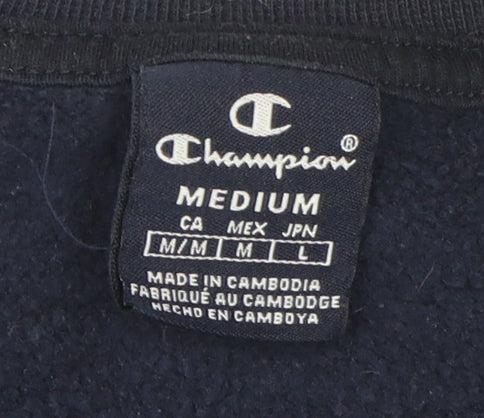 Champion®
MEDIUM
CA MEX JPN
M/M M L
MADE IN CAMBODIA
FABRIQUÉ AU CAMBODGE
HECHO EN CAMBOYA